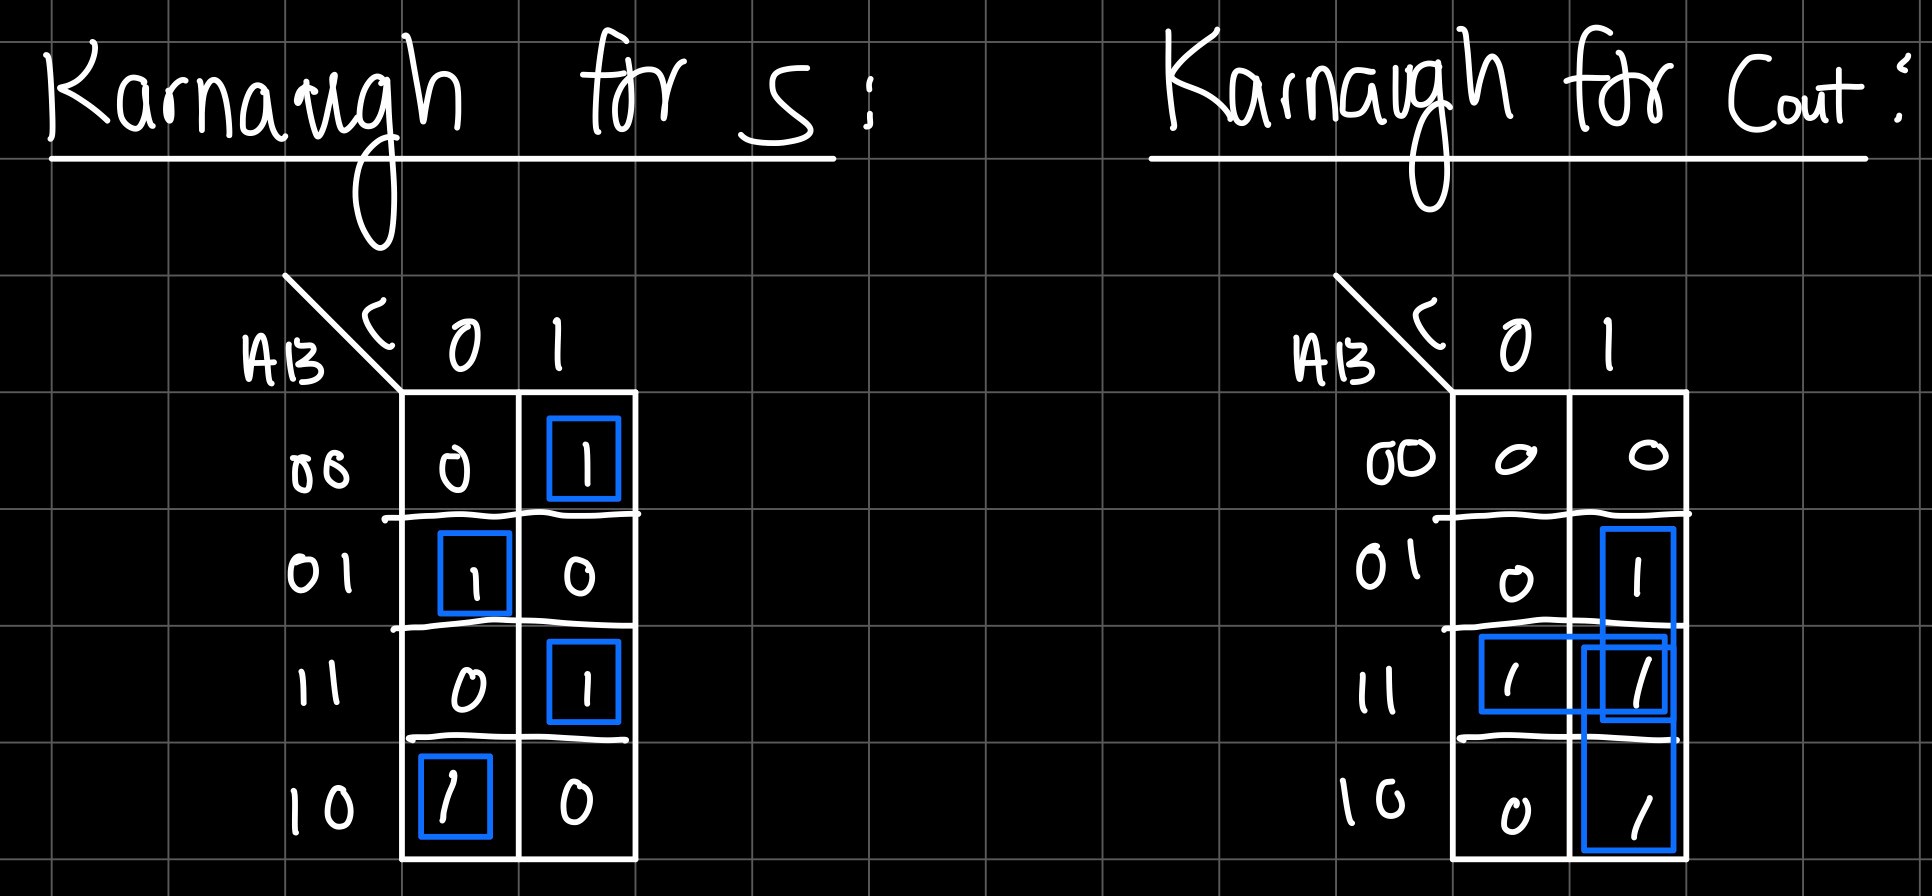 Karnaugh for S:
C 0 1
AB
00 0 1
01 1 0
11 0 1
10 1 0
Karnaugh for Cout:
C 0 1
AB
00 0 0
01 0 1
11 1 1
10 0 1